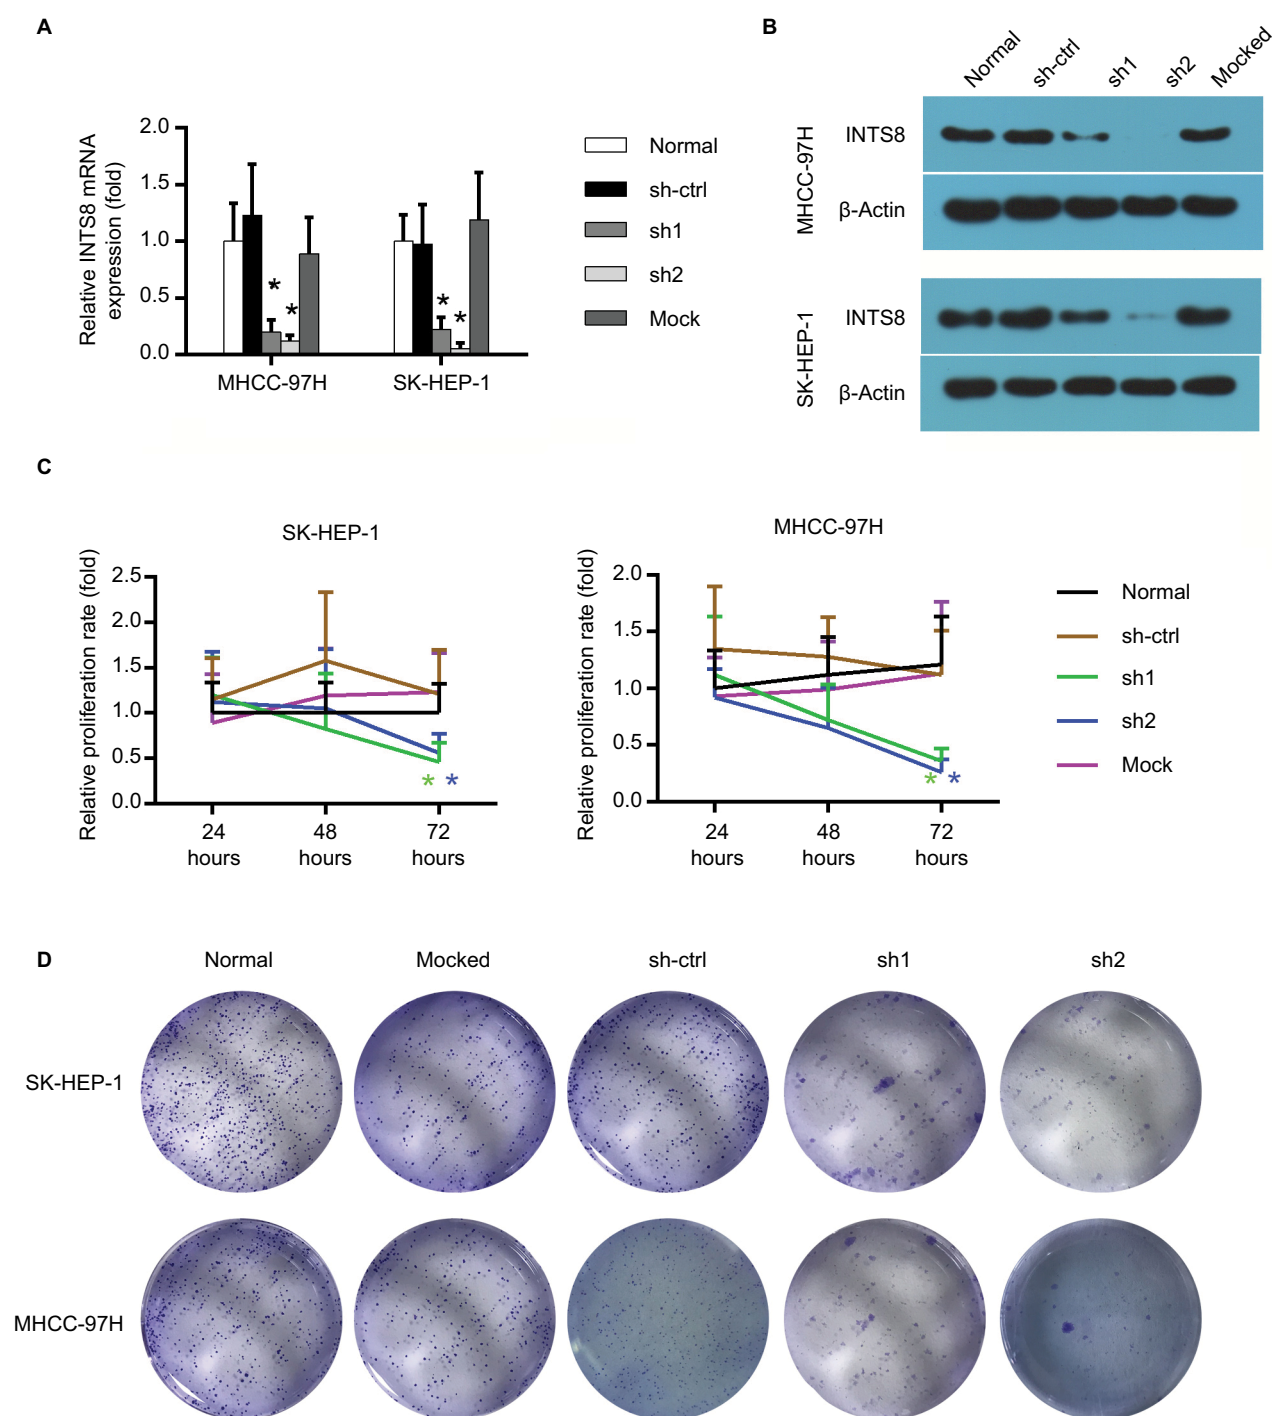 A
Relative INTS8 mRNA
expression (fold)
2.0
1.5
1.0
0.5
0.0
*
*
*
*
MHCC-97H
SK-HEP-1
Normal
sh-ctrl
sh1
sh2
Mock
B
Normal
sh-ctrl
sh1
sh2
Mocked
MHCC-97H
INTS8
β-Actin
SK-HEP-1
INTS8
β-Actin
C
SK-HEP-1
Relative proliferation rate (fold)
2.5
2.0
1.5
1.0
0.5
0.0
* *
24
hours
48
hours
72
hours
MHCC-97H
Relative proliferation rate (fold)
2.0
1.5
1.0
0.5
0.0
* *
24
hours
48
hours
72
hours
Normal
sh-ctrl
sh1
sh2
Mock
D
Normal
Mocked
sh-ctrl
sh1
sh2
SK-HEP-1
MHCC-97H